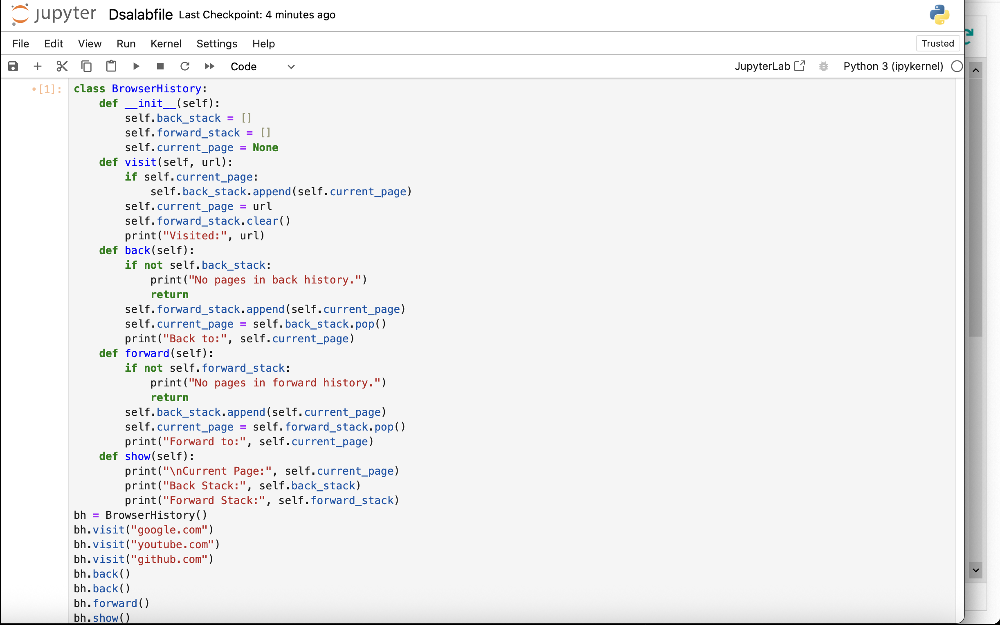 jupyter Dsalabfile Last Checkpoint: 4 minutes ago
File Edit View Run Kernel Settings Help Trusted
Code JupyterLab Python 3 (ipykernel)
•[1]: class BrowserHistory:
    def __init__(self):
        self.back_stack = []
        self.forward_stack = []
        self.current_page = None
    def visit(self, url):
        if self.current_page:
            self.back_stack.append(self.current_page)
        self.current_page = url
        self.forward_stack.clear()
        print("Visited:", url)
    def back(self):
        if not self.back_stack:
            print("No pages in back history.")
            return
        self.forward_stack.append(self.current_page)
        self.current_page = self.back_stack.pop()
        print("Back to:", self.current_page)
    def forward(self):
        if not self.forward_stack:
            print("No pages in forward history.")
            return
        self.back_stack.append(self.current_page)
        self.current_page = self.forward_stack.pop()
        print("Forward to:", self.current_page)
    def show(self):
        print("\nCurrent Page:", self.current_page)
        print("Back Stack:", self.back_stack)
        print("Forward Stack:", self.forward_stack)
bh = BrowserHistory()
bh.visit("google.com")
bh.visit("youtube.com")
bh.visit("github.com")
bh.back()
bh.back()
bh.forward()
bh.show()